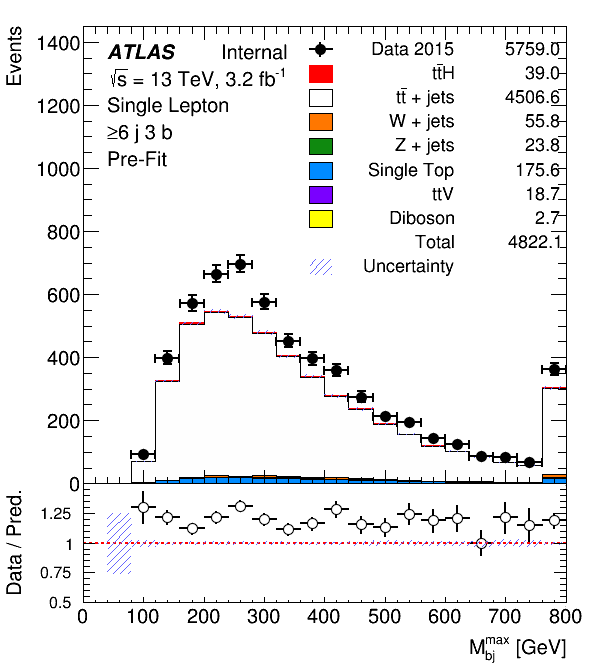 Events
1400
1200
1000
800
600
400
200
0
ATLAS Internal
√s = 13 TeV, 3.2 fb⁻¹
Single Lepton
≥6 j 3 b
Pre-Fit
Data 2015 5759.0
tt̄H 39.0
tt̄ + jets 4506.6
W + jets 55.8
Z + jets 23.8
Single Top 175.6
ttV 18.7
Diboson 2.7
Total 4822.1
Uncertainty
Data / Pred.
1.25
1
0.75
0.5
0 100 200 300 400 500 600 700 800
M_bj^max [GeV]